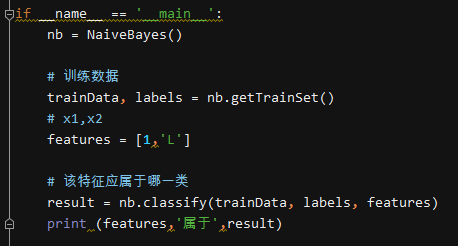 if __name__ == '__main__':
nb = NaiveBayes()
# 训练数据
trainData, labels = nb.getTrainSet()
# x1,x2
features = [1,'L']
# 该特征应属于哪一类
result = nb.classify(trainData, labels, features)
print (features,'属于',result)